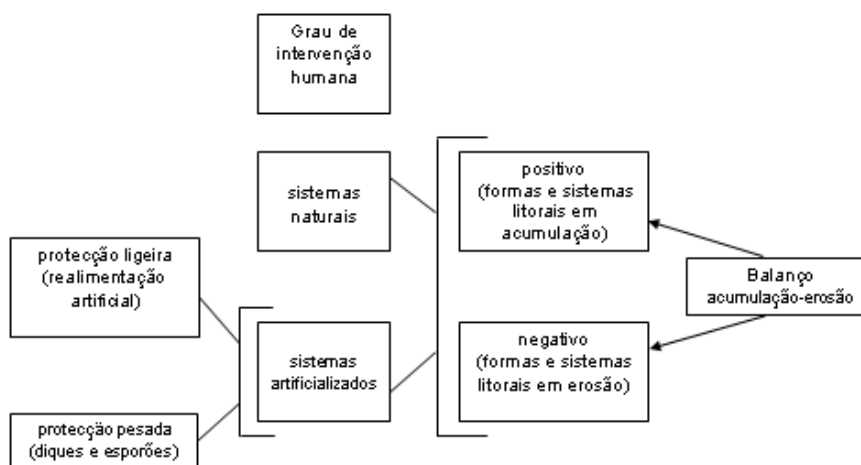 Grau de
intervenção
humana
sistemas
naturais
positivo
(formas e sistemas
litorais em
acumulação)
protecção ligeira
(realimentação
artificial)
Balanço
acumulação-erosão
sistemas
artificializados
negativo
(formas e sistemas
litorais em erosão)
protecção pesada
(diques e esporões)